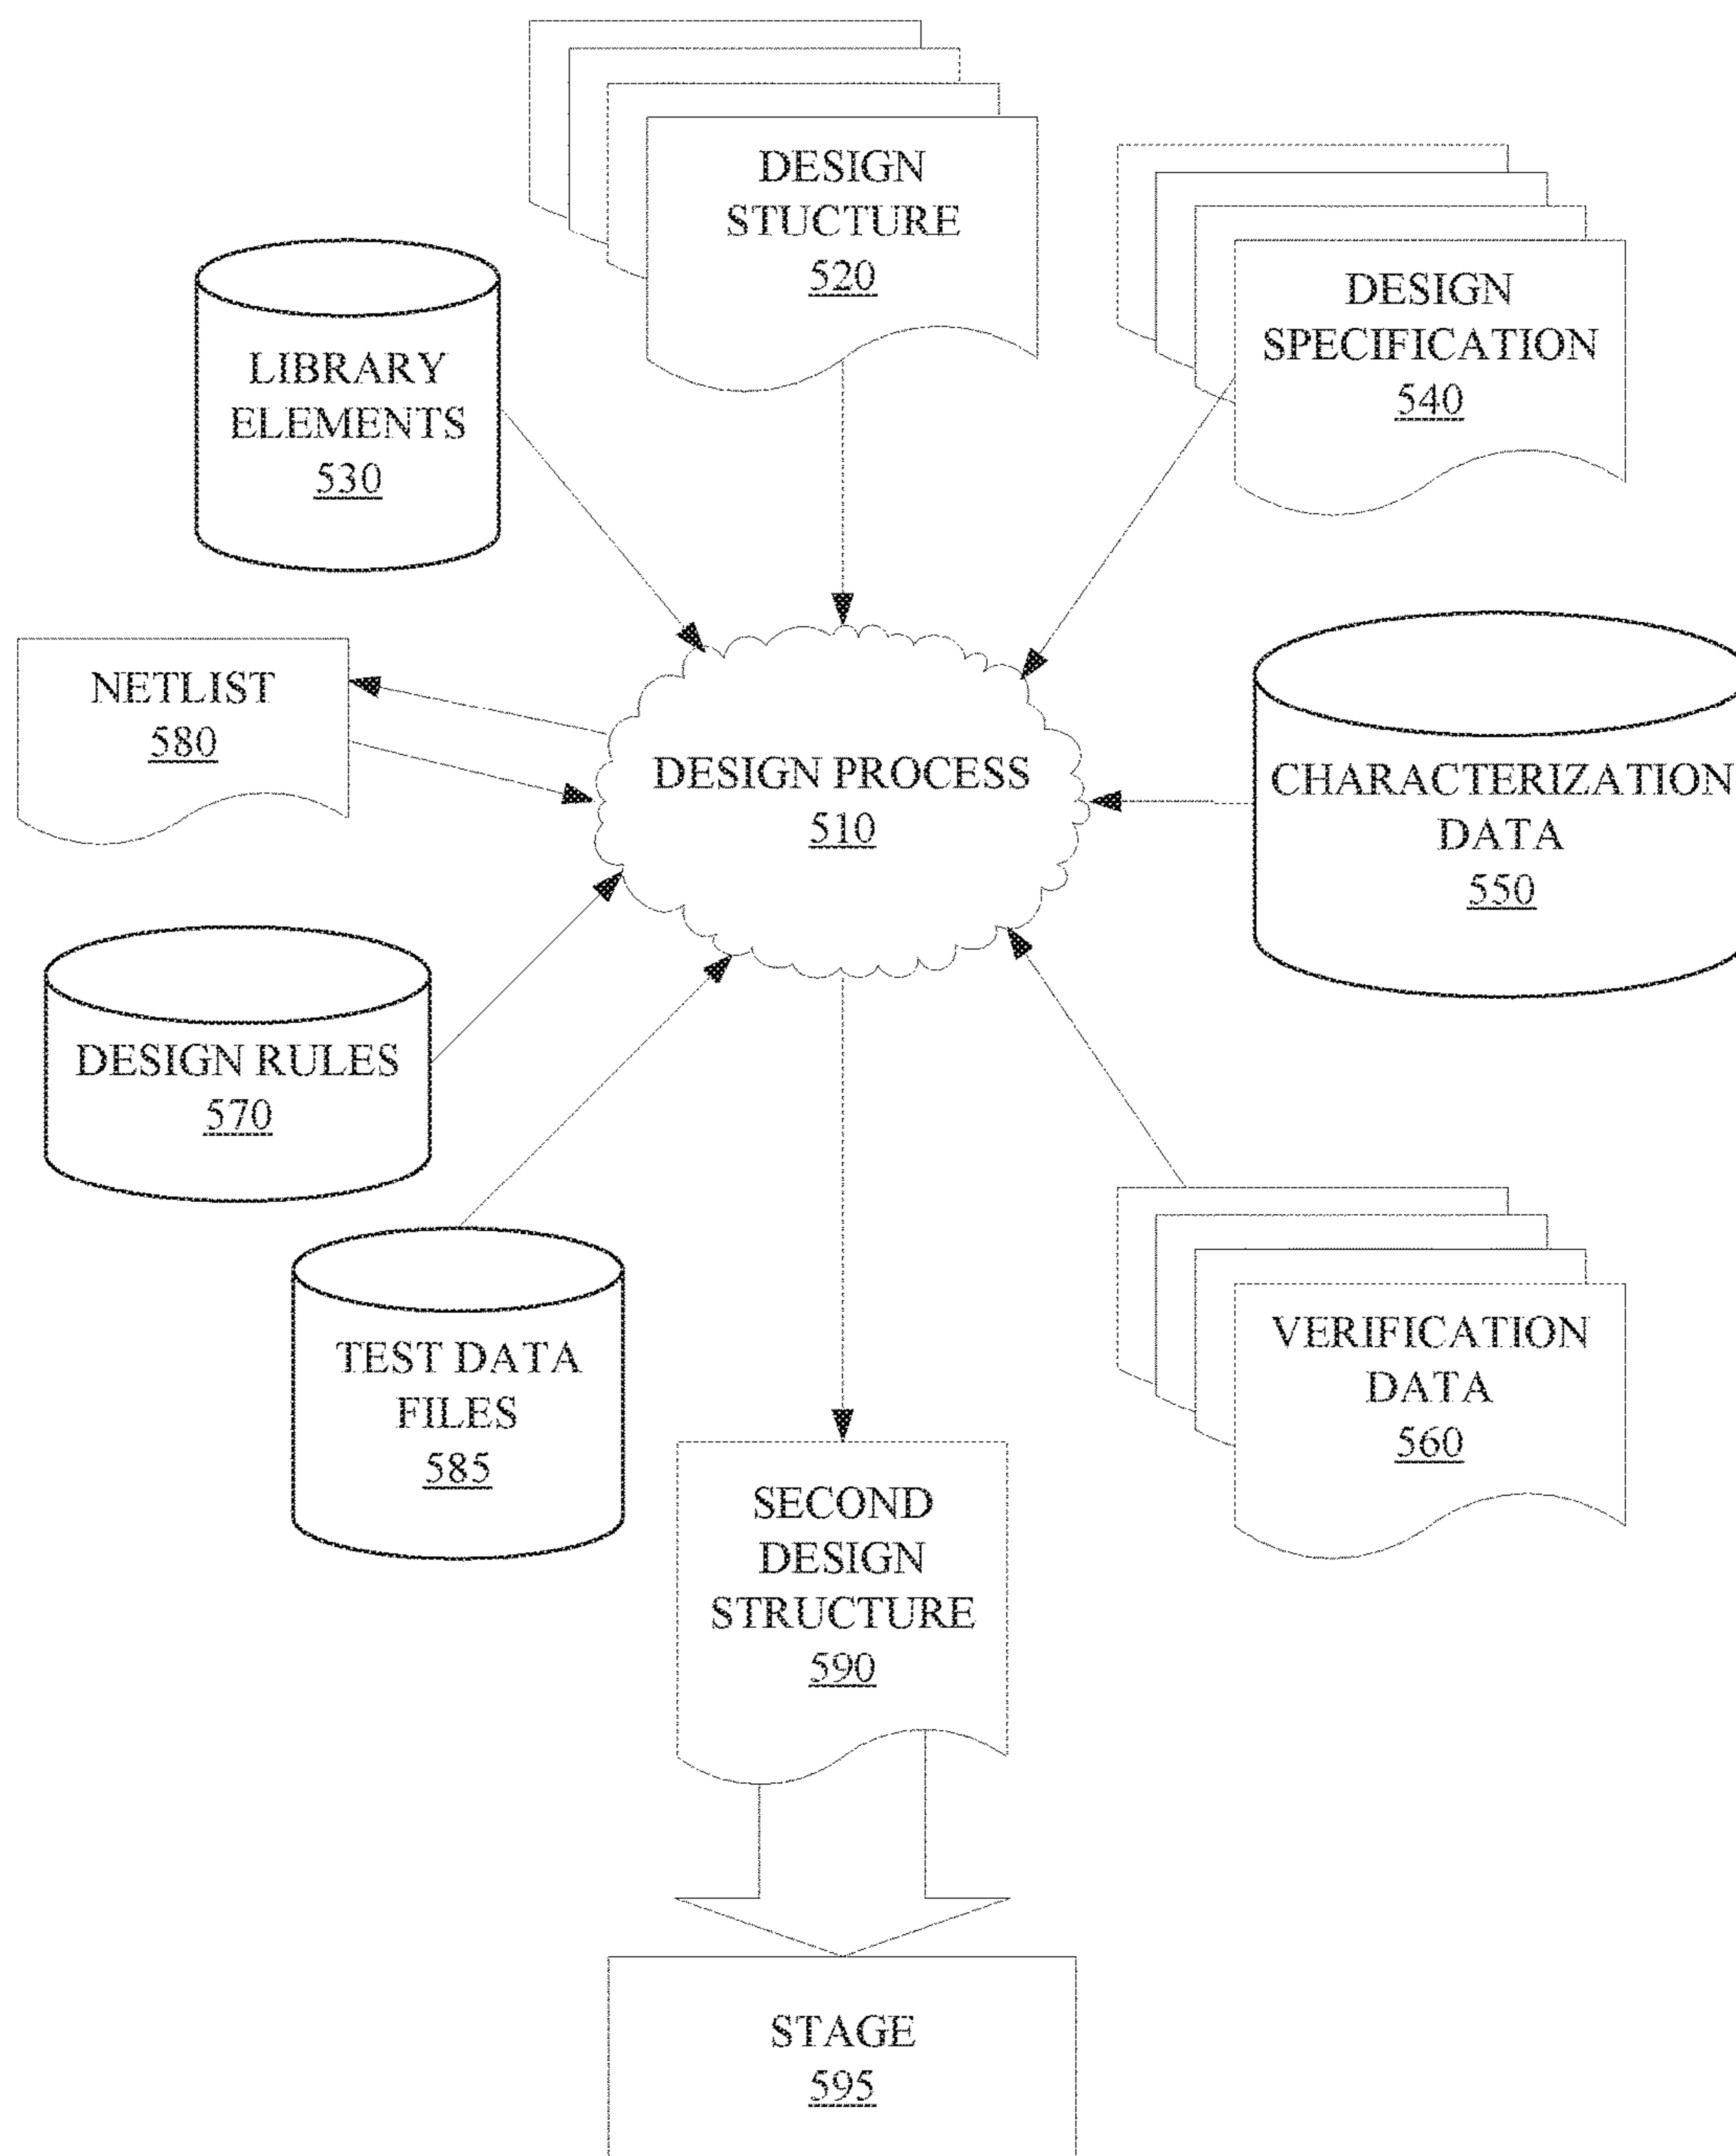 DESIGN
STUCTURE
520
DESIGN
SPECIFICATION
540
LIBRARY
ELEMENTS
530
NETLIST
580
DESIGN PROCESS
510
CHARACTERIZATION
DATA
550
DESIGN RULES
570
TEST DATA
FILES
585
VERIFICATION
DATA
560
SECOND
DESIGN
STRUCTURE
590
STAGE
595